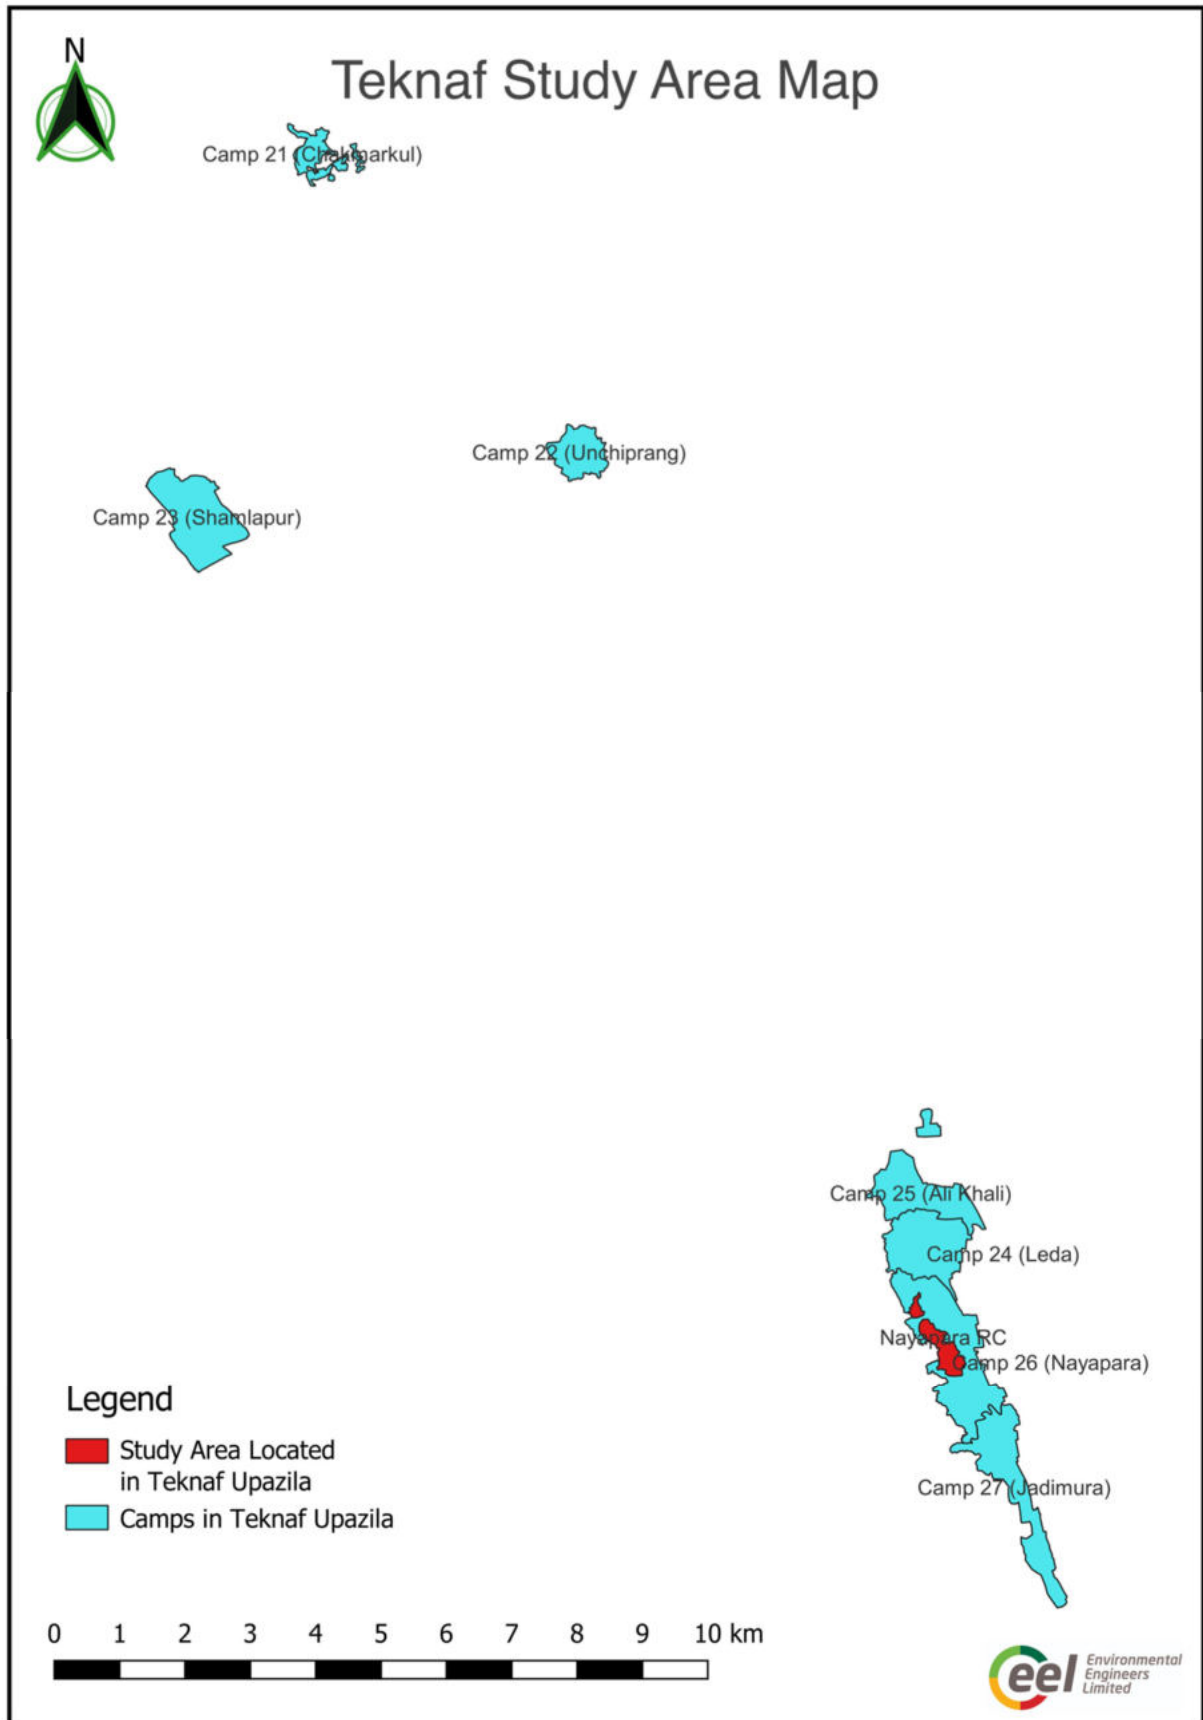 N
Teknaf Study Area Map
Camp 21 (Chakmarkul)
Camp 22 (Unchiprang)
Camp 23 (Shamlapur)
Camp 25 (Ali Khali)
Camp 24 (Leda)
Nayapara RC
Camp 26 (Nayapara)
Camp 27 (Jadimura)
Legend
Study Area Located
in Teknaf Upazila
Camps in Teknaf Upazila
0 1 2 3 4 5 6 7 8 9 10 km
eel
Environmental
Engineers
Limited